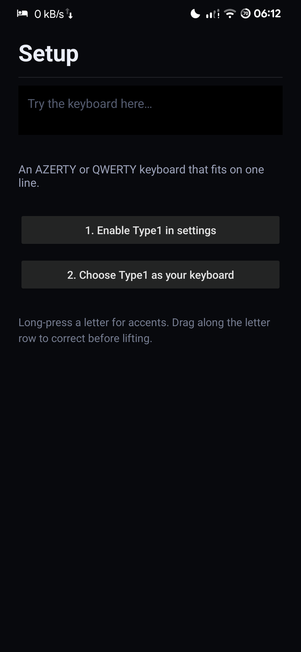 0 kB/s 06:12
Setup
Try the keyboard here...
An AZERTY or QWERTY keyboard that fits on one
line.
1. Enable Type1 in settings
2. Choose Type1 as your keyboard
Long-press a letter for accents. Drag along the letter
row to correct before lifting.